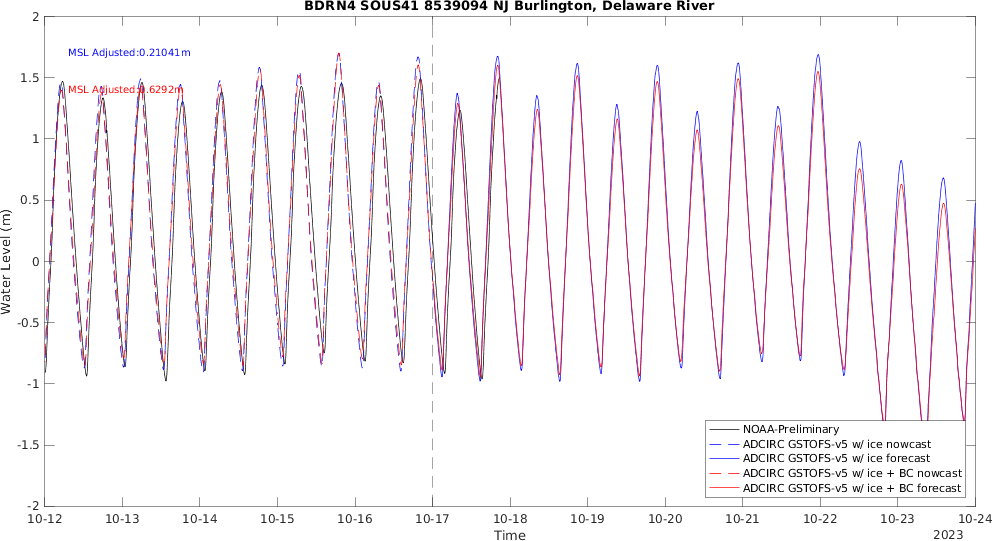 BDRN4 SOUS41 8539094 NJ Burlington, Delaware River
2
1.5
1
0.5
0
-0.5
-1
-1.5
-2
Water Level (m)
MSL Adjusted:0.21041m
MSL Adjusted:0.6292m
NOAA-Preliminary
ADCIRC GSTOFS-v5 w/ ice nowcast
ADCIRC GSTOFS-v5 w/ ice forecast
ADCIRC GSTOFS-v5 w/ ice + BC nowcast
ADCIRC GSTOFS-v5 w/ ice + BC forecast
10-12 10-13 10-14 10-15 10-16 10-17 10-18 10-19 10-20 10-21 10-22 10-23 10-24
Time
2023